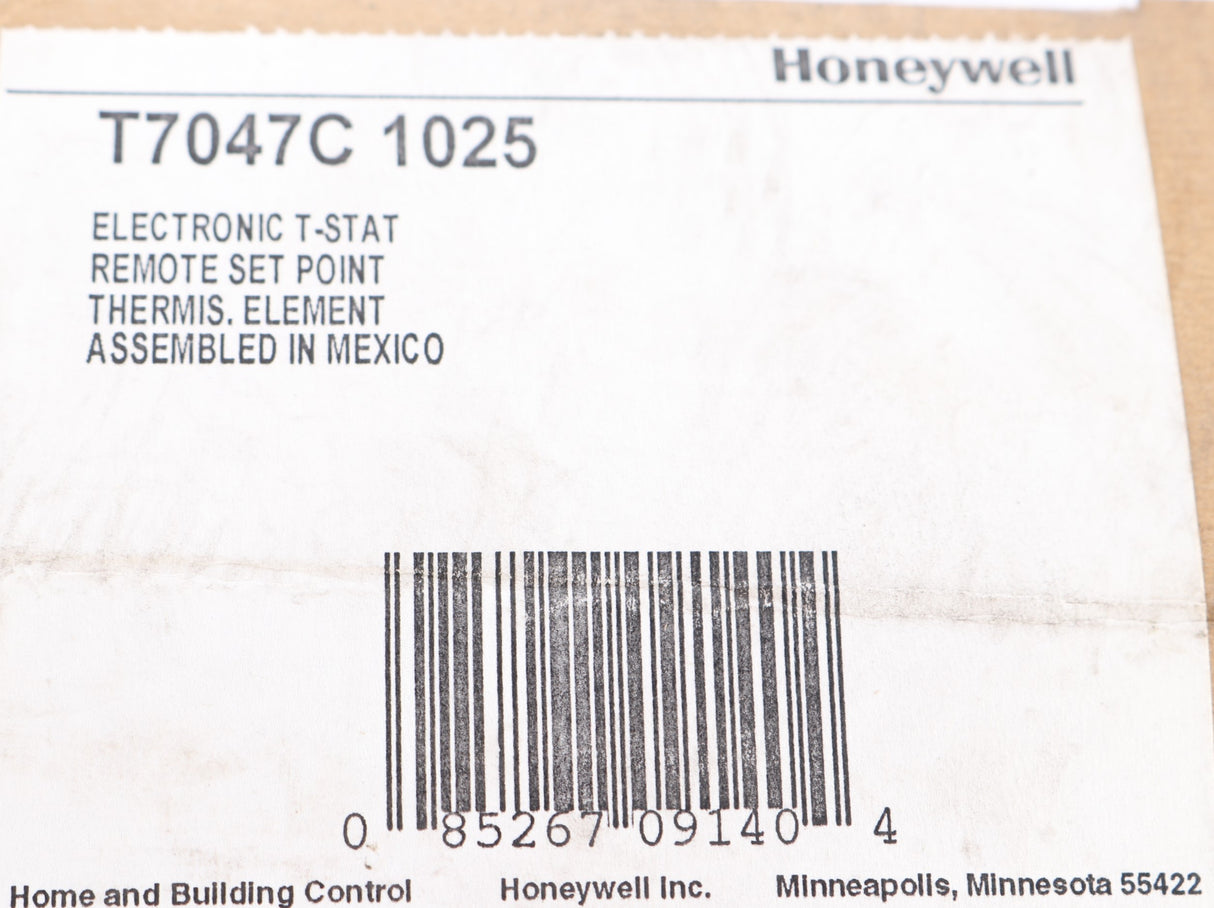 Honeywell
T7047C 1025
ELECTRONIC T-STAT
REMOTE SET POINT
THERMIS. ELEMENT
ASSEMBLED IN MEXICO
0 85267 09140 4
Home and Building Control Honeywell Inc. Minneapolis, Minnesota 55422